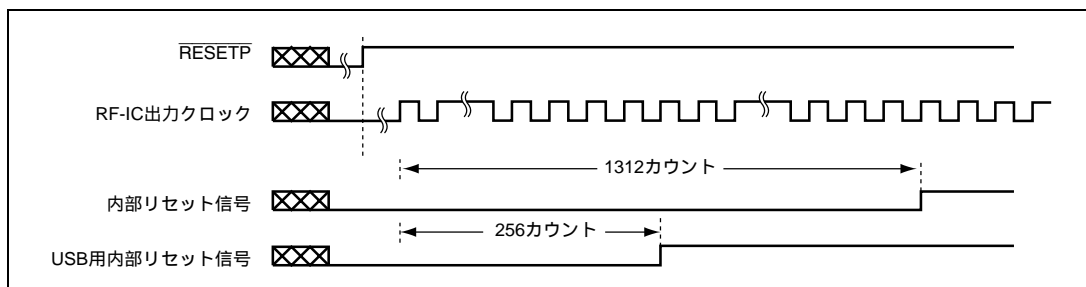 RESETP
RF-IC出力クロック
1312カウント
内部リセット信号
256カウント
USB用内部リセット信号